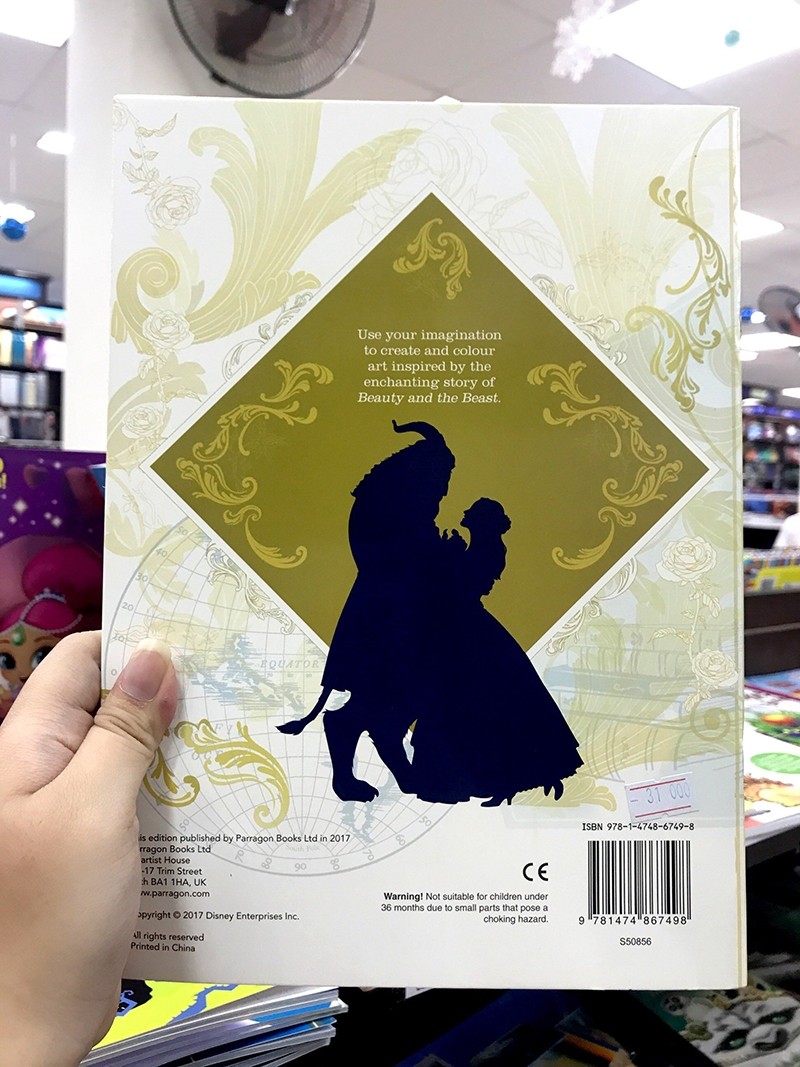 Use your imagination
to create and colour
art inspired by the
enchanting story of
Beauty and the Beast.
EQUATOR
- 31 000
ISBN 978-1-4748-6749-8
9 781474 867498
S50856
CE
Warning! Not suitable for children under
36 months due to small parts that pose a
choking hazard.
edition published by Parragon Books Ltd in 2017
Books Ltd
House
-17 Trim Street
BA1 1HA, UK
www.parragon.com
© 2017 Disney Enterprises Inc.
All rights reserved
Printed in China
30
20
90